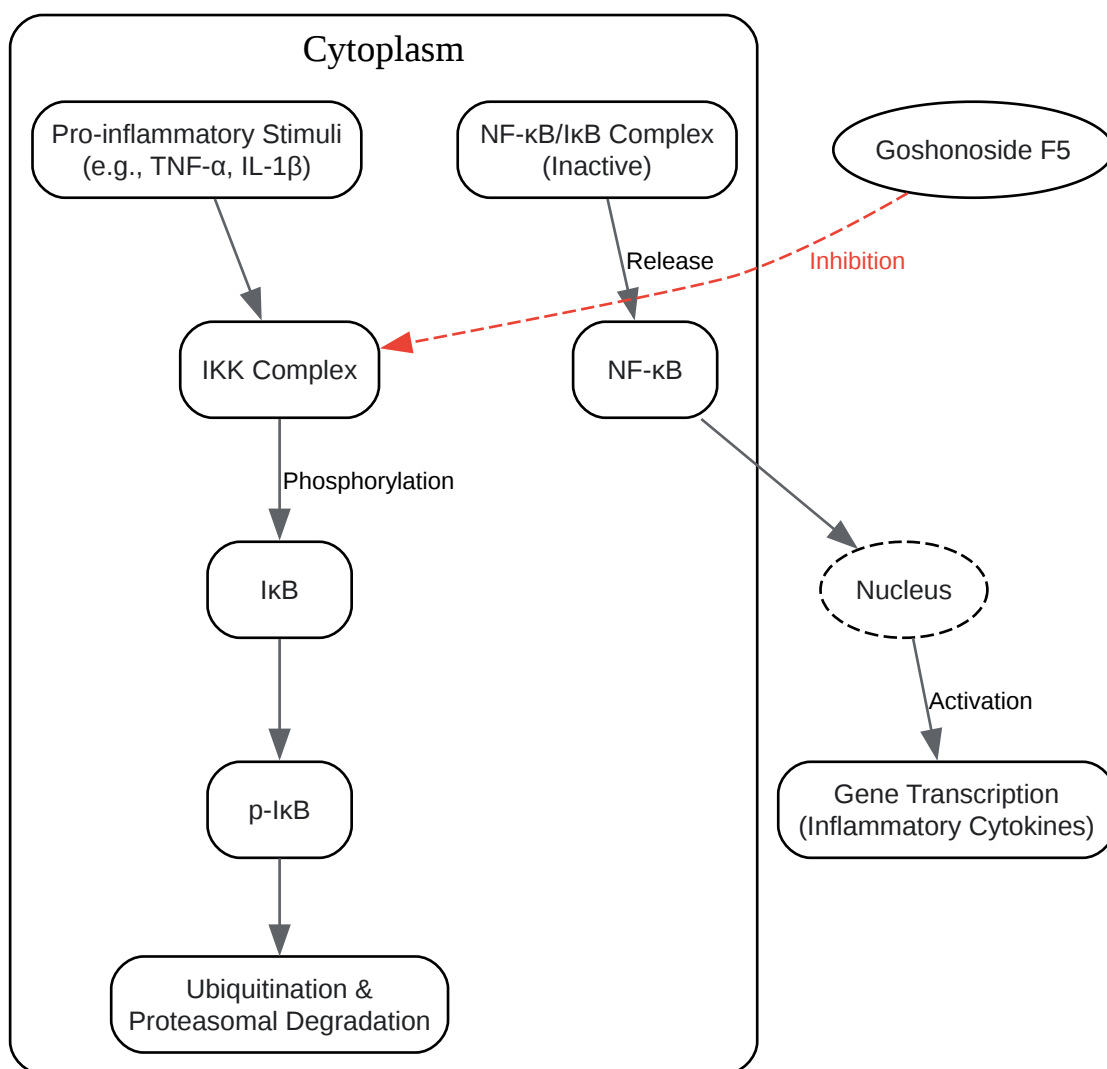 Cytoplasm
Pro-inflammatory Stimuli
(e.g., TNF-α, IL-1β)
NF-κB/IκB Complex
(Inactive)
Goshonoside F5
Release
Inhibition
IKK Complex
NF-κB
Phosphorylation
IκB
Nucleus
Activation
p-IκB
Gene Transcription
(Inflammatory Cytokines)
Ubiquitination &
Proteasomal Degradation